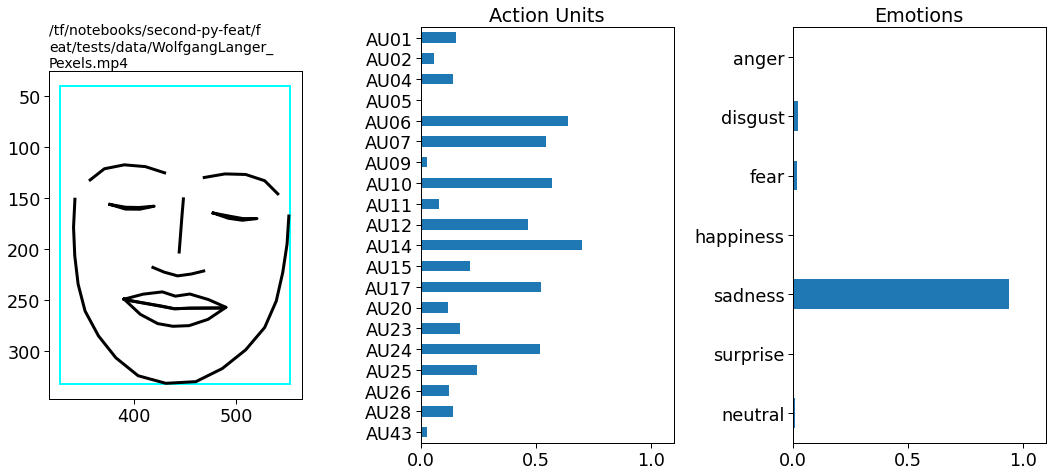 /tf/notebooks/second-py-feat/f
eat/tests/data/WolfgangLanger_
Pexels.mp4
50
100
150
200
250
300
400
500
Action Units
AU01
AU02
AU04
AU05
AU06
AU07
AU09
AU10
AU11
AU12
AU14
AU15
AU17
AU20
AU23
AU24
AU25
AU26
AU28
AU43
0.0
0.5
1.0
Emotions
anger
disgust
fear
happiness
sadness
surprise
neutral
0.0
0.5
1.0